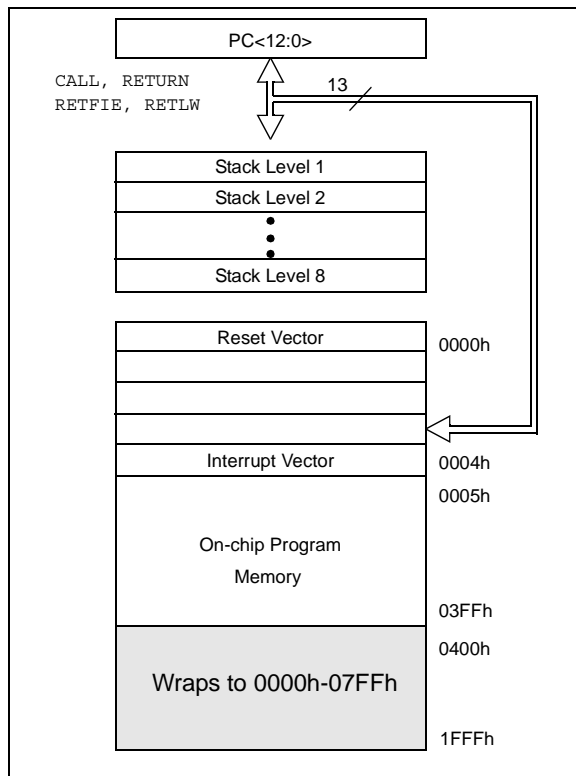 PC<12:0>
CALL, RETURN
RETFIE, RETLW
13
Stack Level 1
Stack Level 2
Stack Level 8
Reset Vector
0000h
Interrupt Vector
0004h
0005h
On-chip Program
Memory
03FFh
0400h
Wraps to 0000h-07FFh
1FFFh